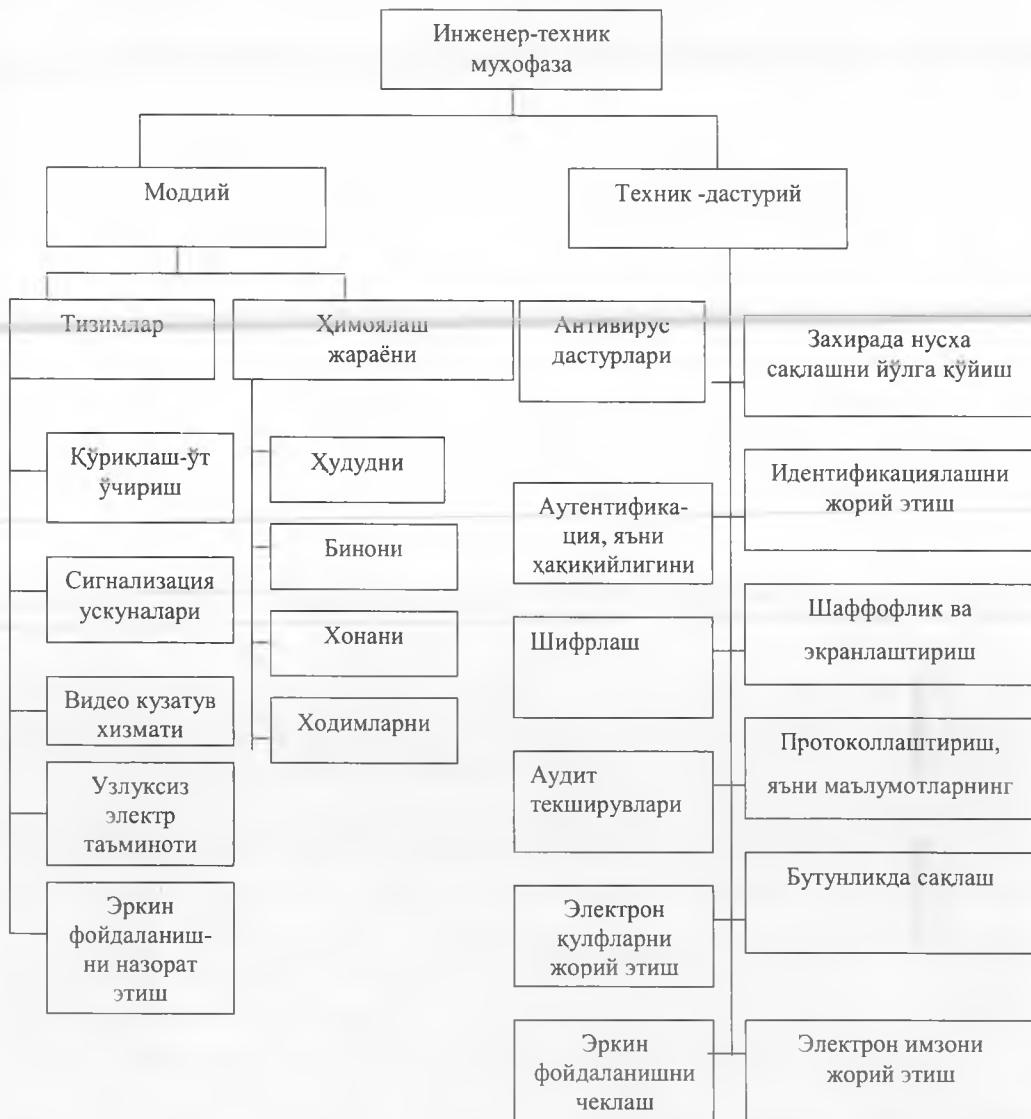 Инженер-техник
муҳофаза
Моддий
Техник -дастурий
Тизимлар
Ҳимоялаш
жараёни
Қўриқлаш-ўт
ўчириш
Сигнализация
ускуналари
Видео кузатув
хизмати
Узлуксиз
электр
таъминоти
Эркин
фойдаланиш-
ни назорат
этиш
Ҳудудни
Бинони
Хонани
Ходимларни
Антивирус
дастурлари
Аутентифика-
ция, яъни
ҳақиқийлигини
Шифрлаш
Аудит
текширувлари
Электрон
қулфларни
жорий этиш
Эркин
фойдаланишни
чеклаш
Захирада нусха
сақлашни йўлга қўйиш
Идентификациялашни
жорий этиш
Шаффофлик ва
экранлаштириш
Протоколлаштириш,
яъни маълумотларнинг
Бутунликда сақлаш
Электрон имзони
жорий этиш